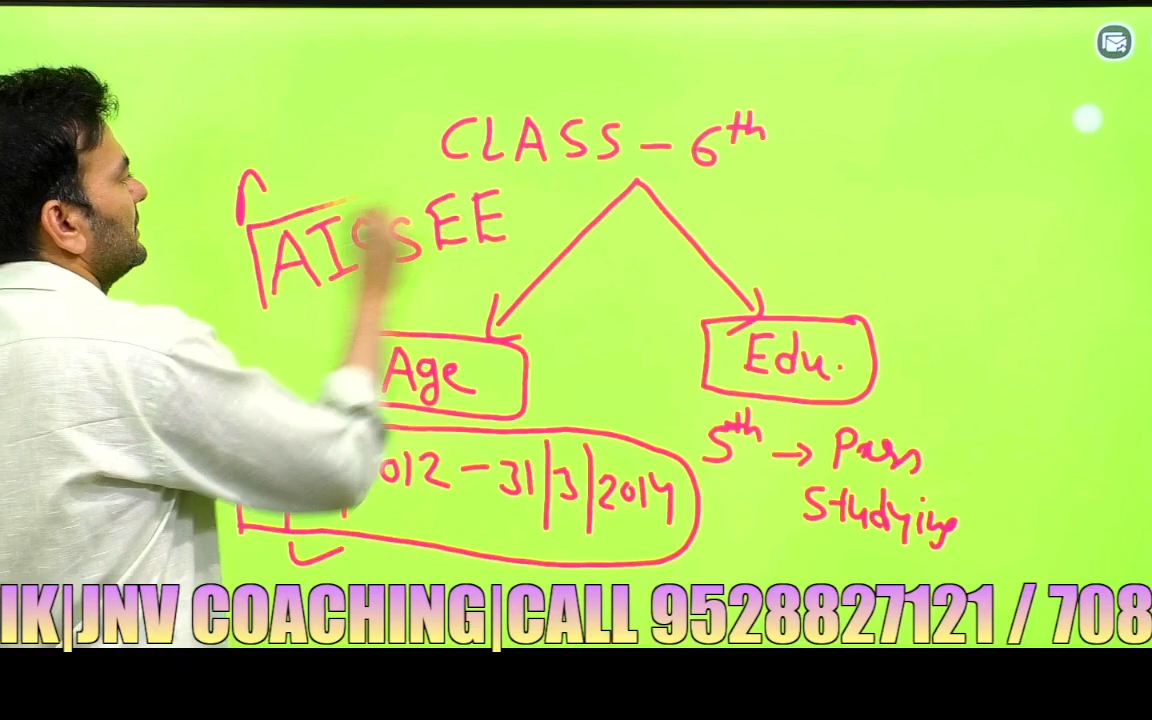 CLASS - 6th
AISSEE
Age
Edu.
012 - 31/3/2014
5th → Pass
Studying
IK|JNV COACHING|CALL 9528827121 / 708